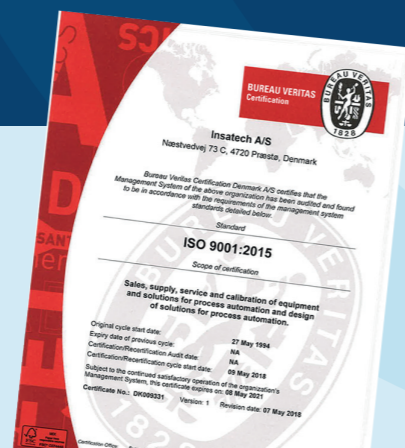 BUREAU VERITAS
Certification
BUREAU VERITAS
1828
Insatech A/S
Næstvedvej 73 C, 4720 Præstø, Denmark
Bureau Veritas Certification Denmark A/S certifies that the
Management System of the above organization has been audited and found
to be in accordance with the requirements of the management system
standards detailed below.
Standard
ISO 9001:2015
Scope of certification
Sales, supply, service and calibration of equipment
and solutions for process automation and design
of solutions for process automation.
Original cycle start date: 27 May 1994
Expiry date of previous cycle: NA
Certification/Recertification Audit date: NA
Certification/Recertification cycle start date: 09 May 2018
Subject to the continued satisfactory operation of the organization's
Management System, this certificate expires on: 08 May 2021
Certificate No.: DK009331 Version: 1 Revision date: 07 May 2018
Certification Office
FSC